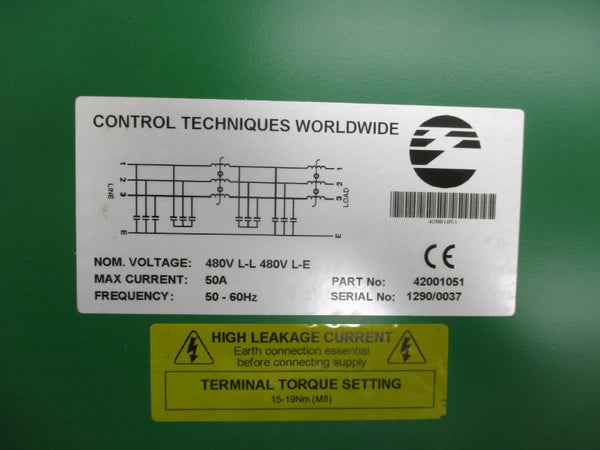 CONTROL TECHNIQUES WORLDWIDE
LINE
1
2
3
E
1
2
3
E
LOAD
42001051
CE
NOM. VOLTAGE: 480V L-L 480V L-E
MAX CURRENT: 50A
FREQUENCY: 50 - 60Hz
PART No: 42001051
SERIAL No: 1290/0037
HIGH LEAKAGE CURRENT
Earth connection essential
before connecting supply
TERMINAL TORQUE SETTING
15-19Nm (M8)